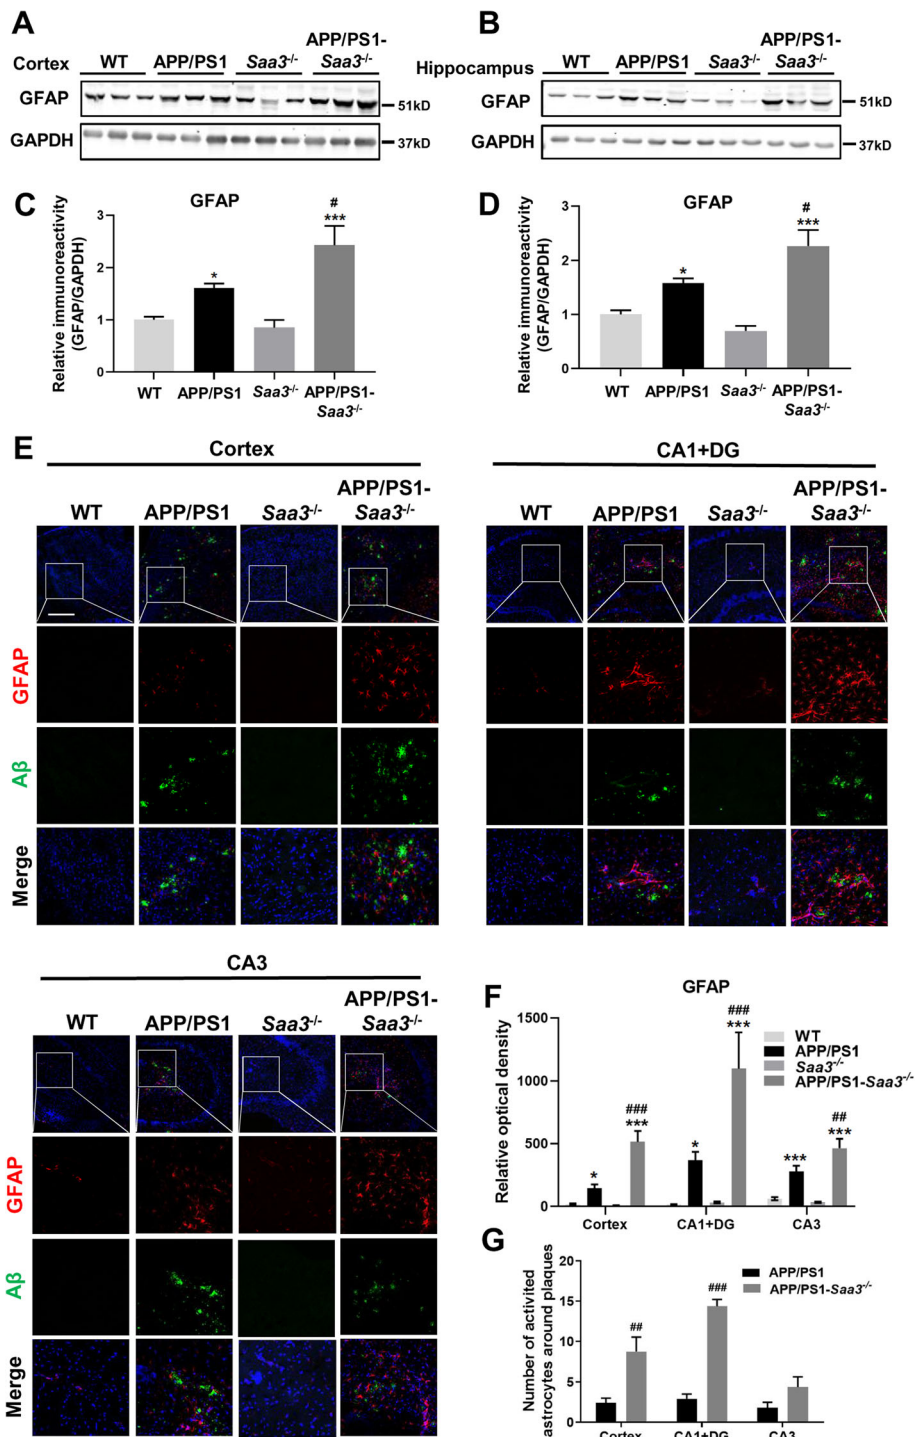 A
Cortex WT APP/PS1 Saa3-/- APP/PS1-
Saa3-/-
GFAP 51kD
GAPDH 37kD
B
Hippocampus WT APP/PS1 Saa3-/- APP/PS1-
Saa3-/-
GFAP 51kD
GAPDH 37kD
C
GFAP
Relative immunoreactivity
(GFAP/GAPDH)
3
2
1
0
*
#
***
WT APP/PS1 Saa3-/- APP/PS1-
Saa3-/-
D
GFAP
Relative immunoreactivity
(GFAP/GAPDH)
3
2
1
0
*
#
***
WT APP/PS1 Saa3-/- APP/PS1-
Saa3-/-
E
Cortex
WT APP/PS1 Saa3-/- APP/PS1-
Saa3-/-
GFAP
Aβ
Merge
CA1+DG
WT APP/PS1 Saa3-/- APP/PS1-
Saa3-/-
CA3
WT APP/PS1 Saa3-/- APP/PS1-
Saa3-/-
GFAP
Aβ
Merge
F
GFAP
Relative optical density
1500
1000
500
0
*
###
***
*
###
***
***
##
***
WT
APP/PS1
Saa3-/-
APP/PS1-Saa3-/-
Cortex CA1+DG CA3
G
Number of activited
astrocytes around plaques
20
15
10
5
0
##
###
APP/PS1
APP/PS1-Saa3-/-
Cortex CA1+DG CA3